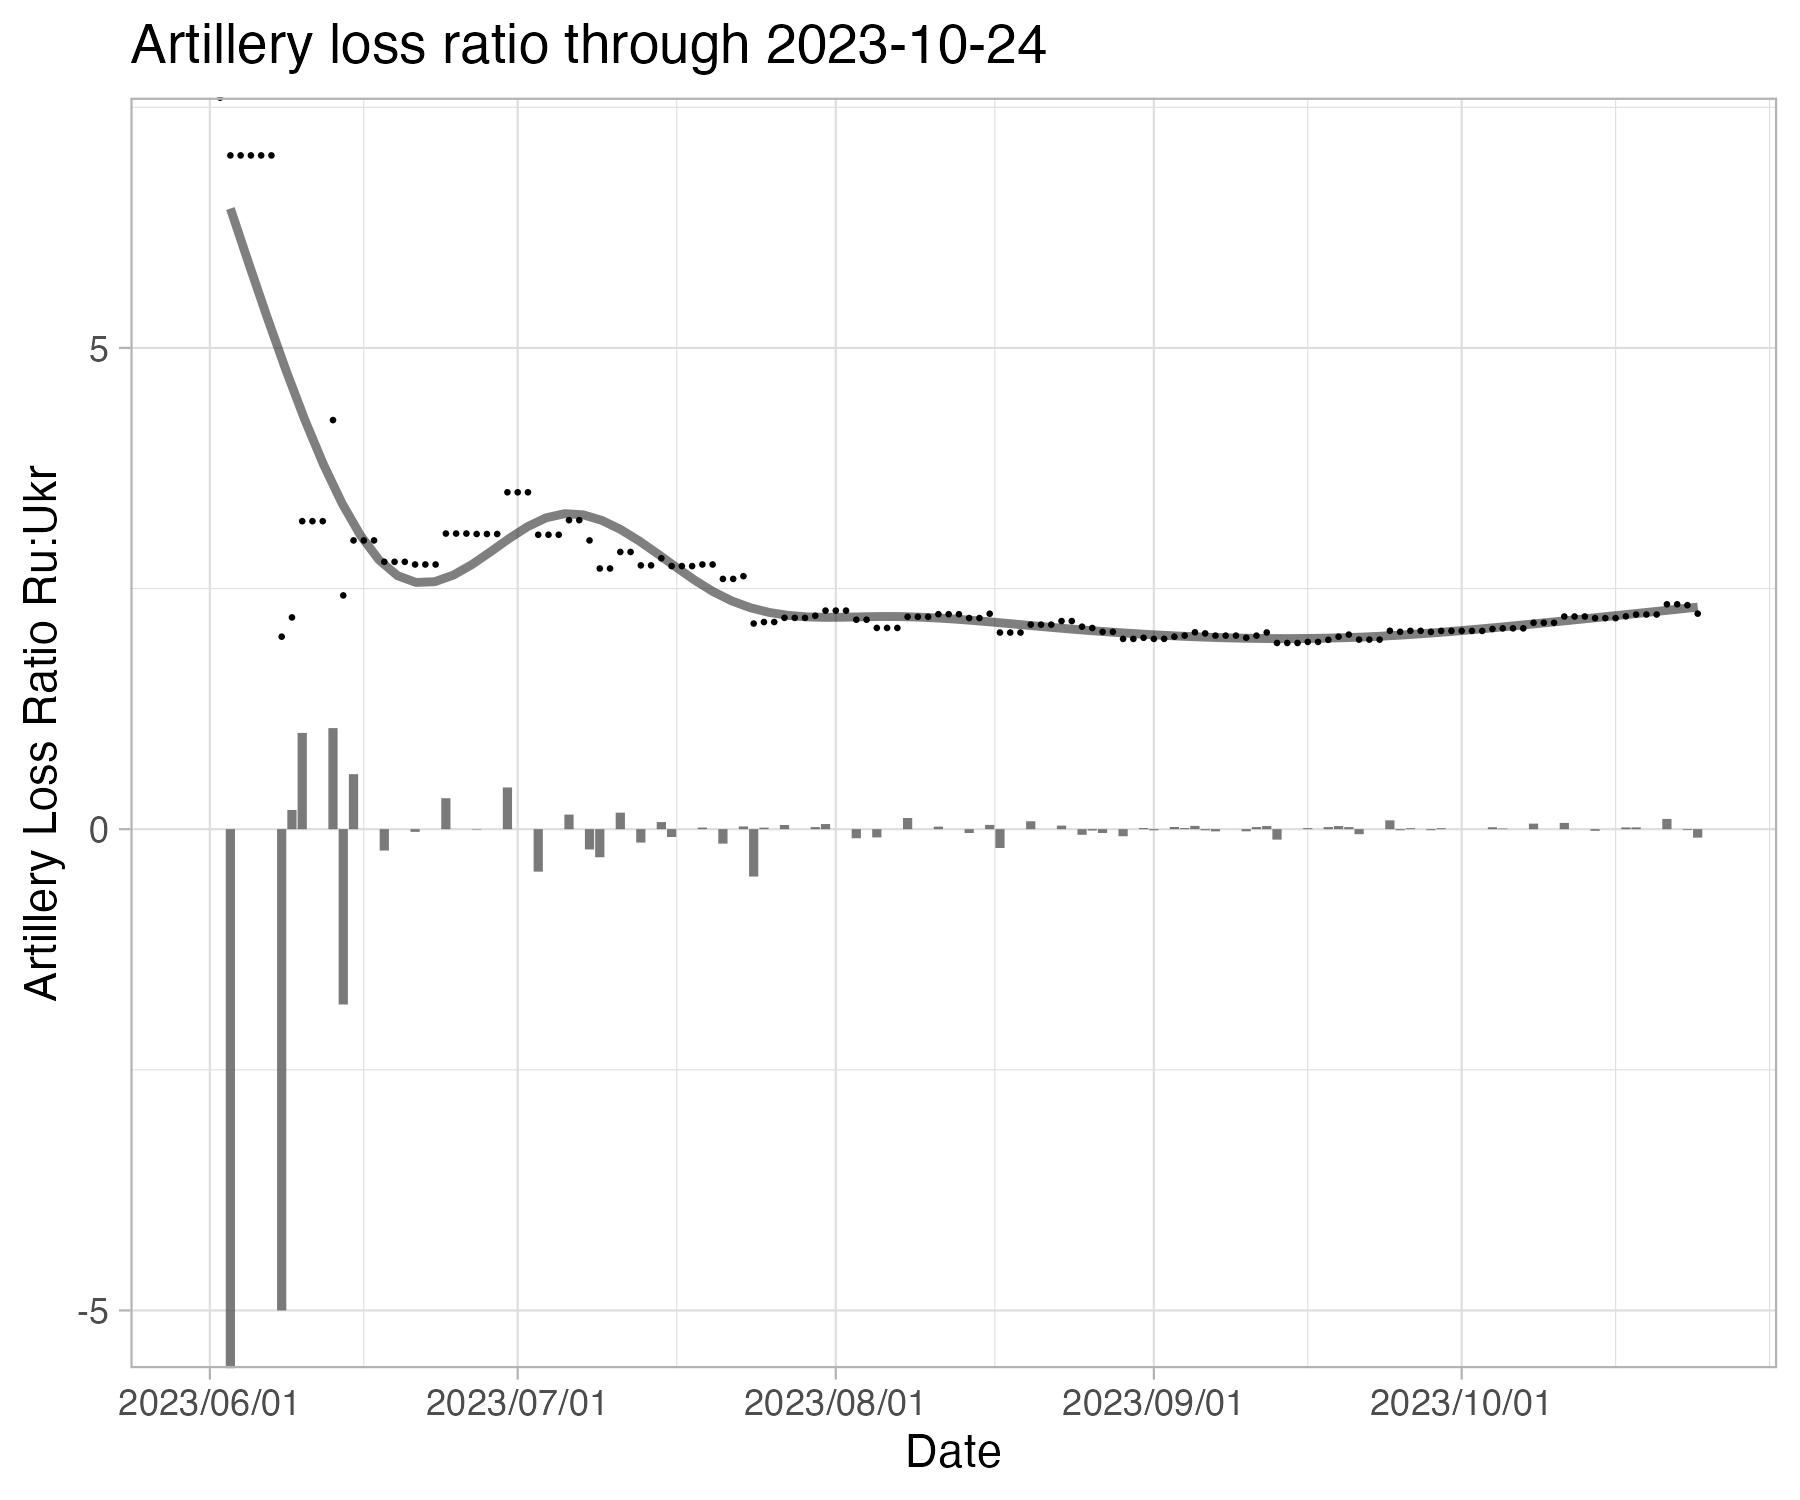 Artillery loss ratio through 2023-10-24
Artillery Loss Ratio Ru:Ukr
5
0
-5
2023/06/01
2023/07/01
2023/08/01
2023/09/01
2023/10/01
Date